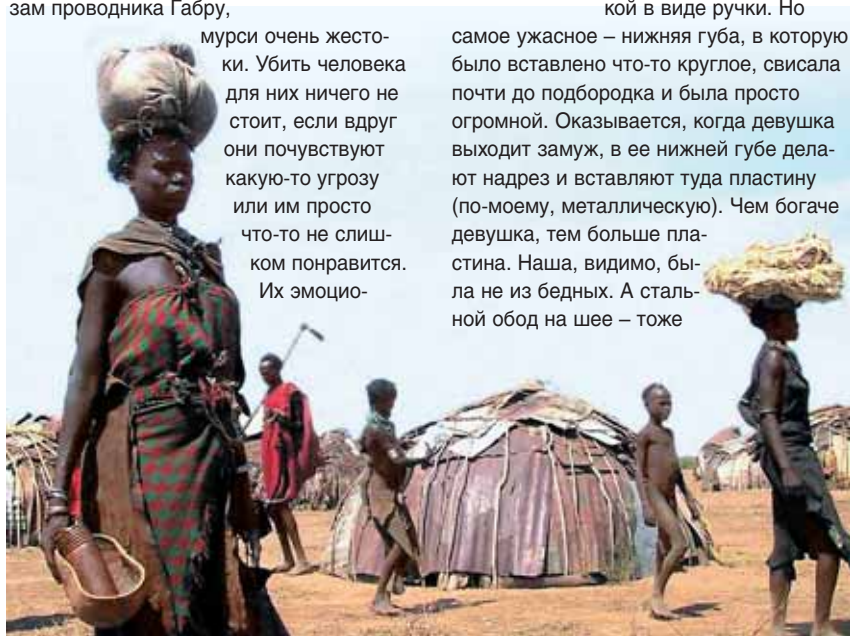 зам проводника Габру,
мурси очень жесто-
ки. Убить человека
для них ничего не
стоит, если вдруг
они почувствуют
какую-то угрозу
или им просто
что-то не слиш-
ком понравится.
Их эмоцио-
кой в виде ручки. Но
самое ужасное – нижняя губа, в которую
было вставлено что-то круглое, свисала
почти до подбородка и была просто
огромной. Оказывается, когда девушка
выходит замуж, в ее нижней губе дела-
ют надрез и вставляют туда пластину
(по-моему, металлическую). Чем богаче
девушка, тем больше пла-
стина. Наша, видимо, бы-
ла не из бедных. А сталь-
ной обод на шее – тоже